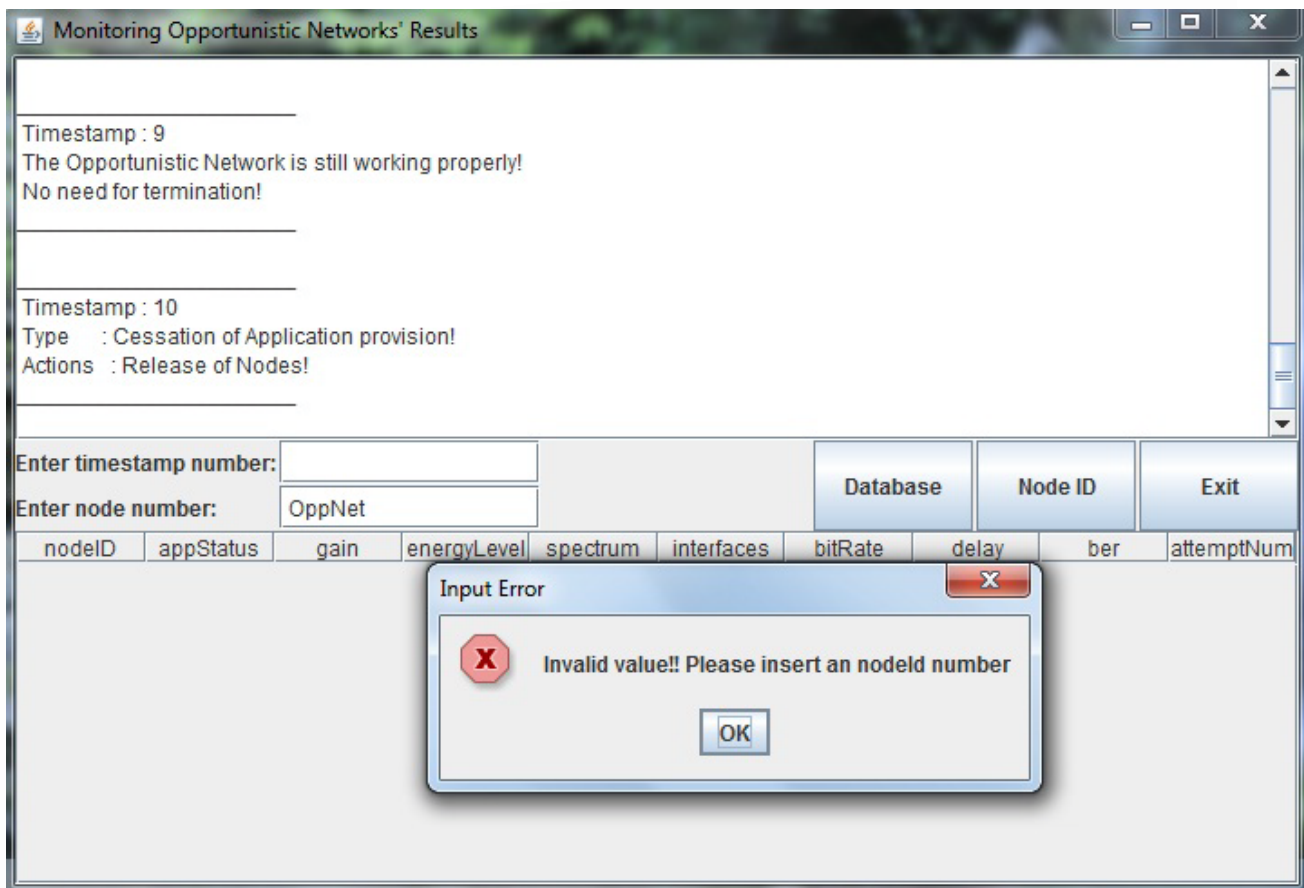 Monitoring Opportunistic Networks' Results
Timestamp : 9
The Opportunistic Network is still working properly!
No need for termination!
Timestamp : 10
Type : Cessation of Application provision!
Actions : Release of Nodes!
Enter timestamp number:
Enter node number: OppNet
Database Node ID Exit
nodeID appStatus gain energyLevel spectrum interfaces bitRate delay ber attemptNum
Input Error
Invalid value!! Please insert an nodeId number
OK